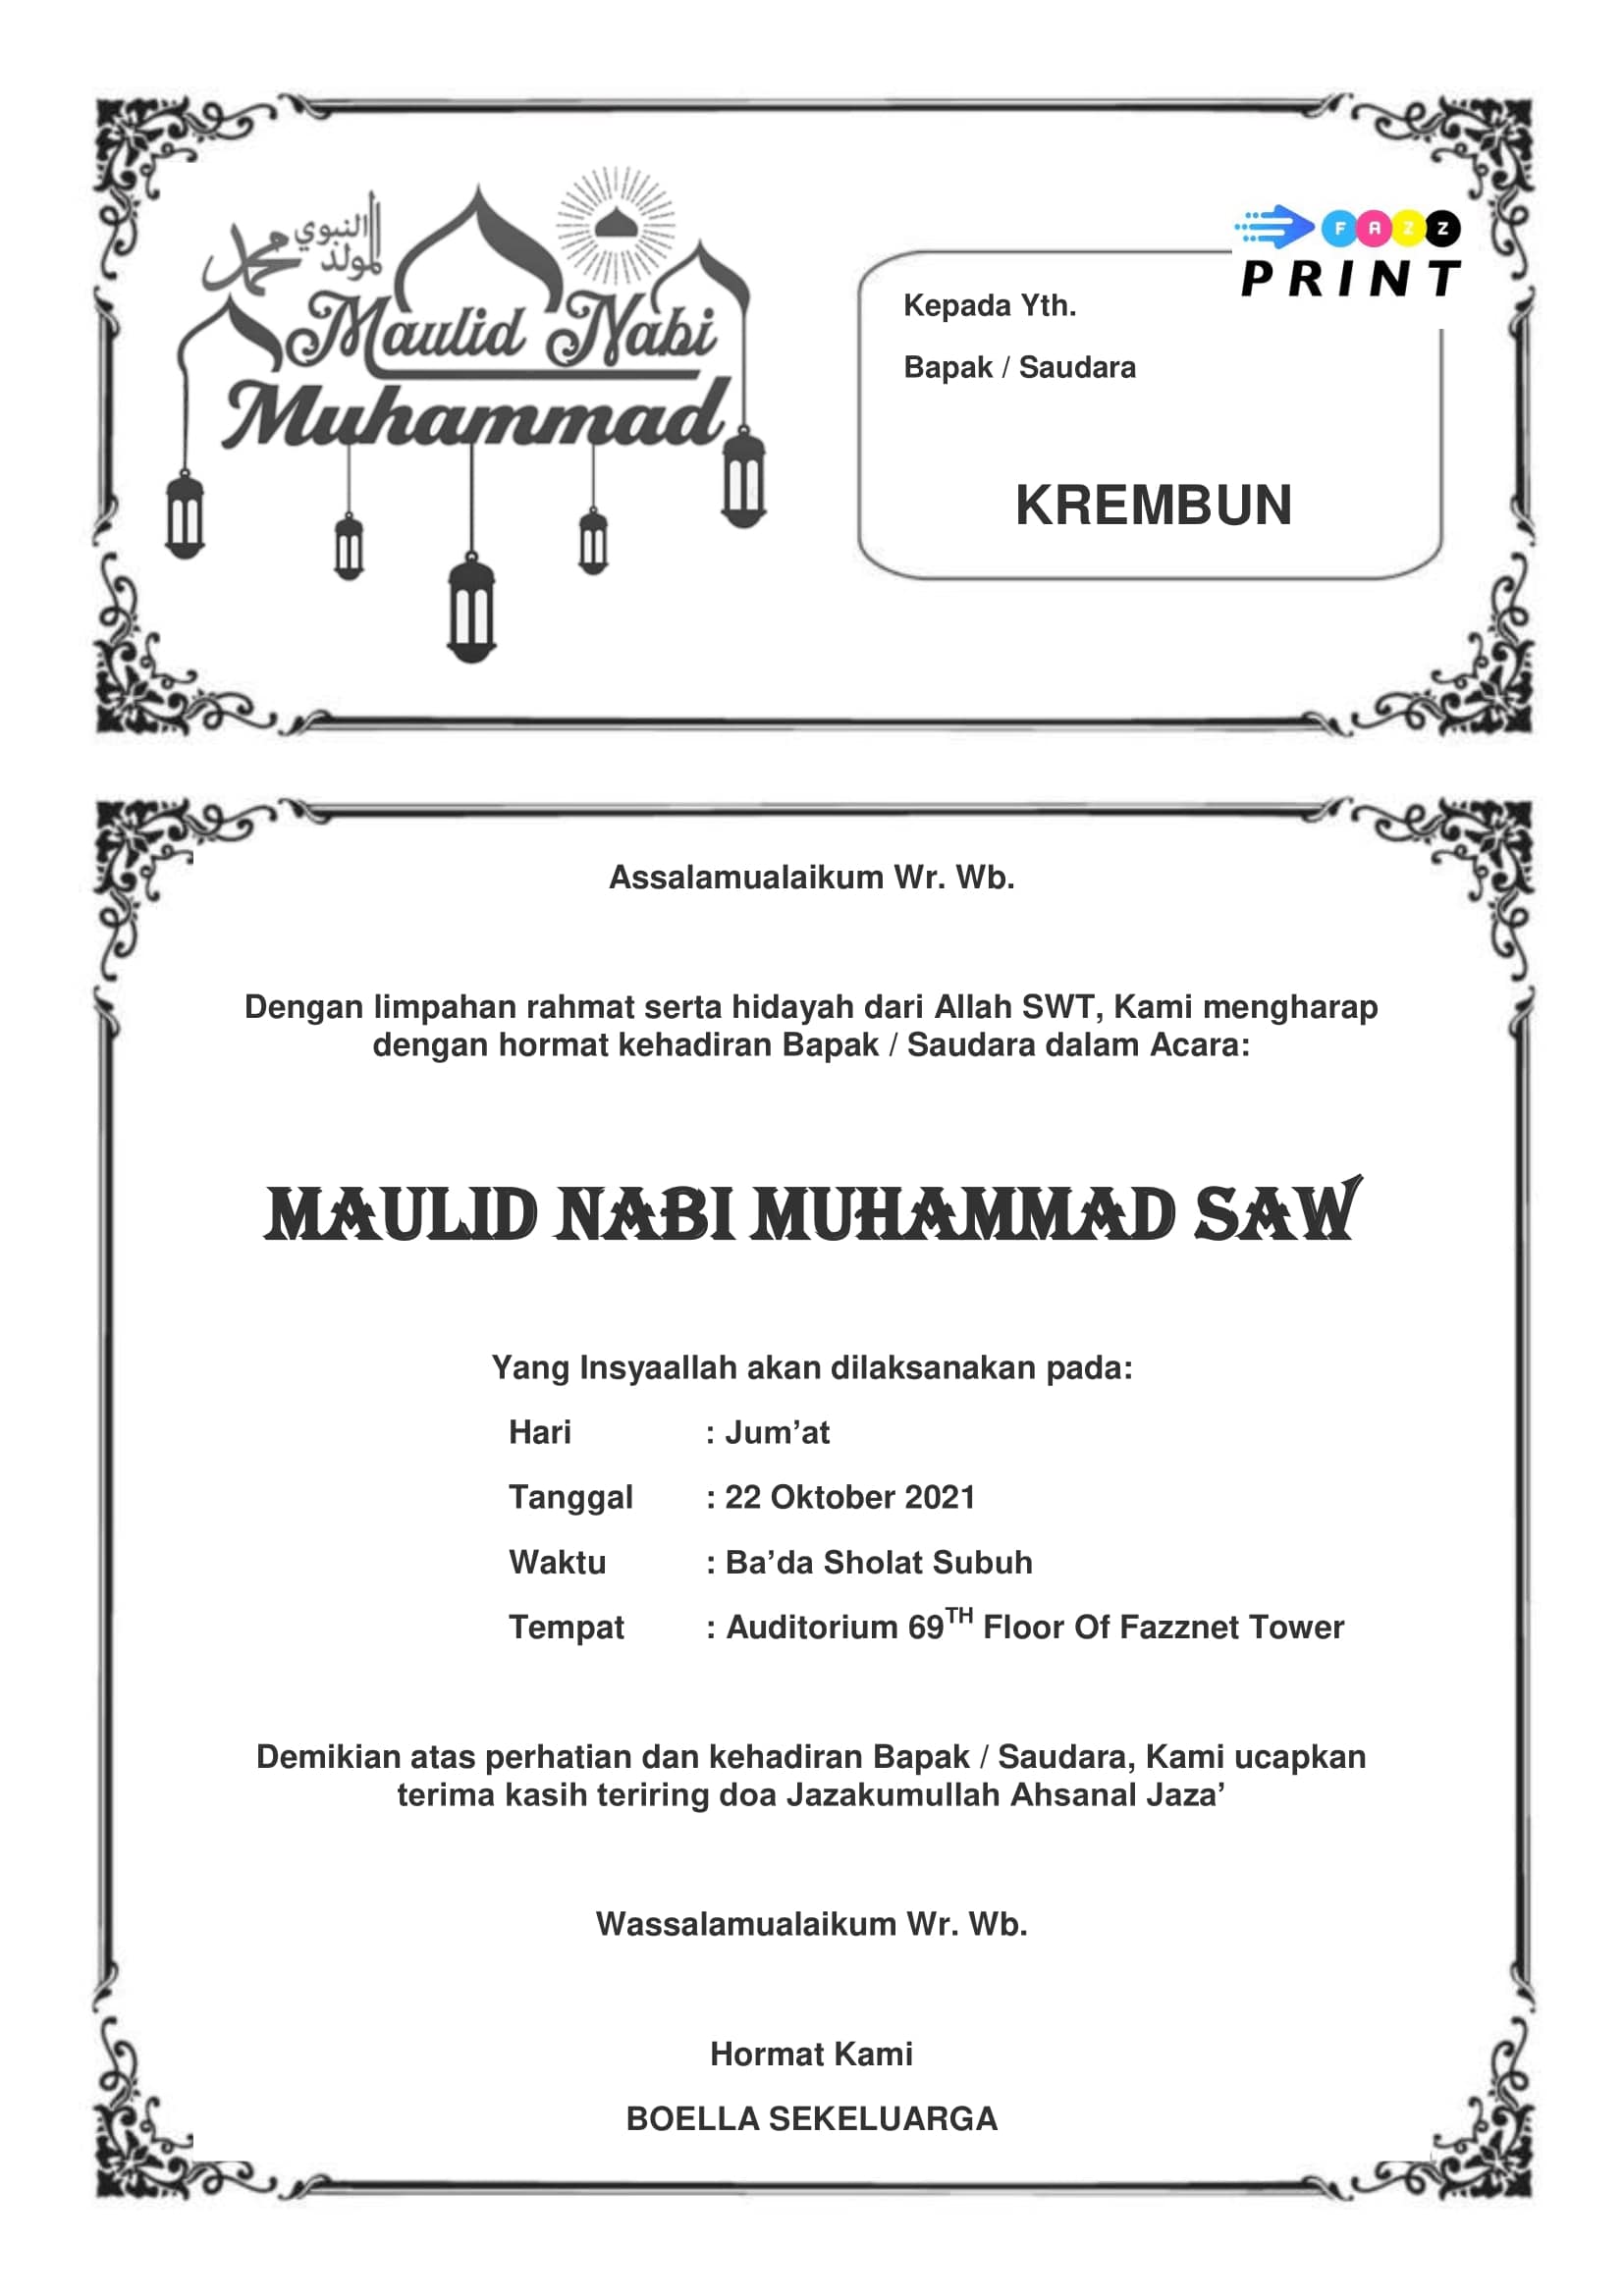 المولد النبوي
محمد
Maulid Nabi
Muhammad
FAZZ
PRINT
Kepada Yth.
Bapak / Saudara
KREMBUN
Assalamualaikum Wr. Wb.
Dengan limpahan rahmat serta hidayah dari Allah SWT, Kami mengharap
dengan hormat kehadiran Bapak / Saudara dalam Acara:
MAULID NABI MUHAMMAD SAW
Yang Insyaallah akan dilaksanakan pada:
Hari : Jum’at
Tanggal : 22 Oktober 2021
Waktu : Ba’da Sholat Subuh
Tempat : Auditorium 69TH Floor Of Fazznet Tower
Demikian atas perhatian dan kehadiran Bapak / Saudara, Kami ucapkan
terima kasih teriring doa Jazakumullah Ahsanal Jaza’
Wassalamualaikum Wr. Wb.
Hormat Kami
BOELLA SEKELUARGA